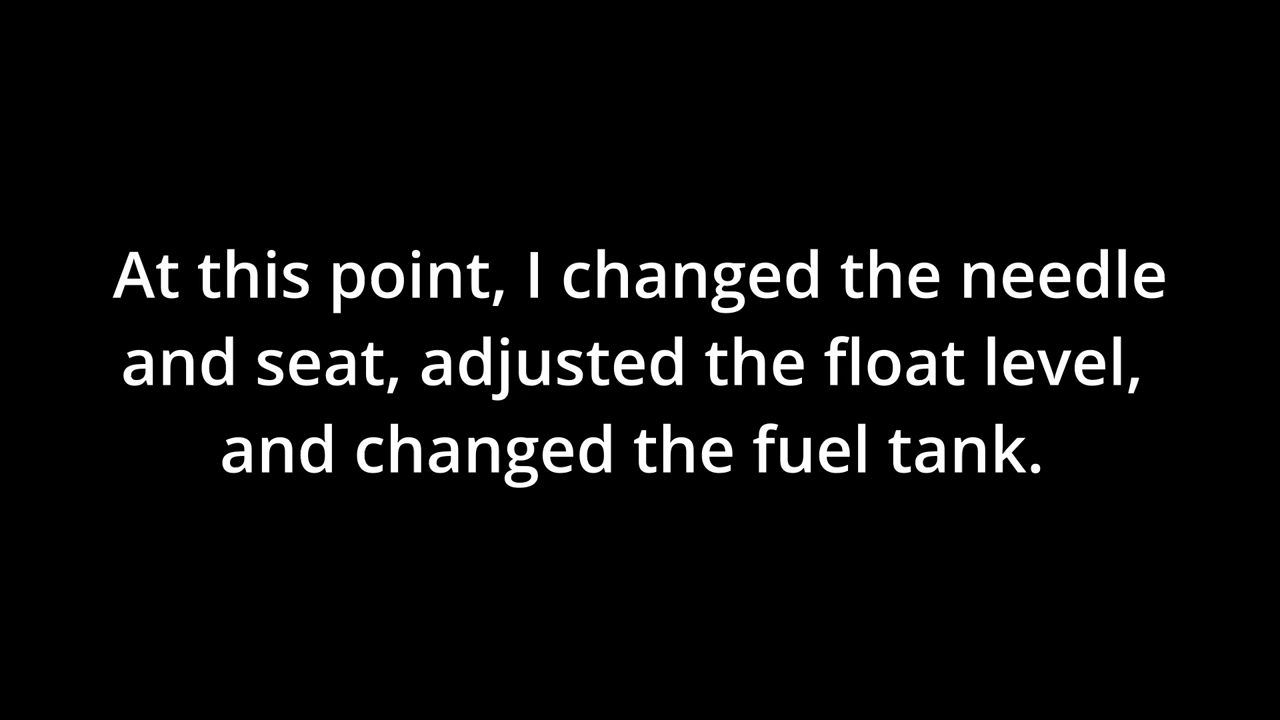 At this point, I changed the needle
and seat, adjusted the float level,
and changed the fuel tank.